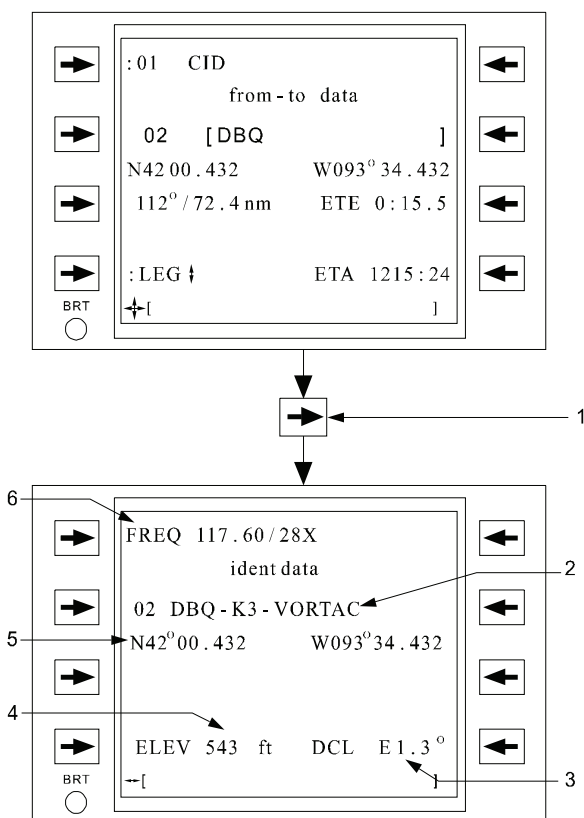 :01 CID
from-to data
02 [DBQ ]
N42 00.432 W093° 34.432
112°/72.4 nm ETE 0:15.5
:LEG ETA 1215:24
BRT
[ ]
1
6
FREQ 117.60/28X
ident data
2
02 DBQ-K3-VORTAC
5
N42°00.432 W093°34.432
4
ELEV 543 ft DCL E1.3°
3
BRT
[ ]